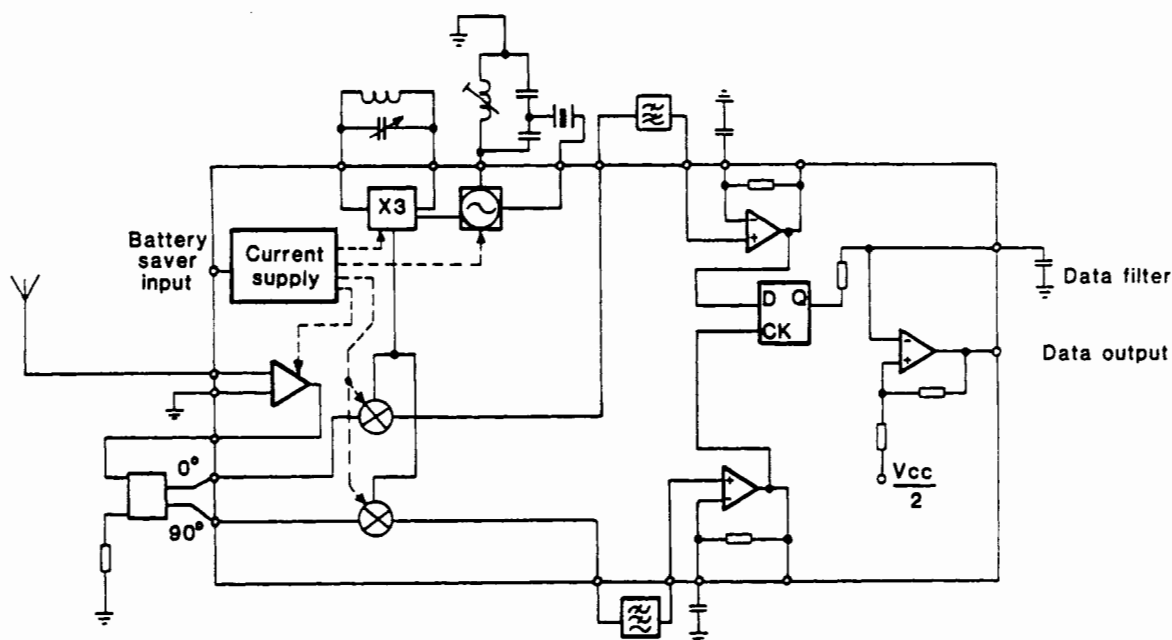 X3
Battery
saver
input
Current
supply
D Q
CK
Data filter
Data output
Vcc
2
0°
90°